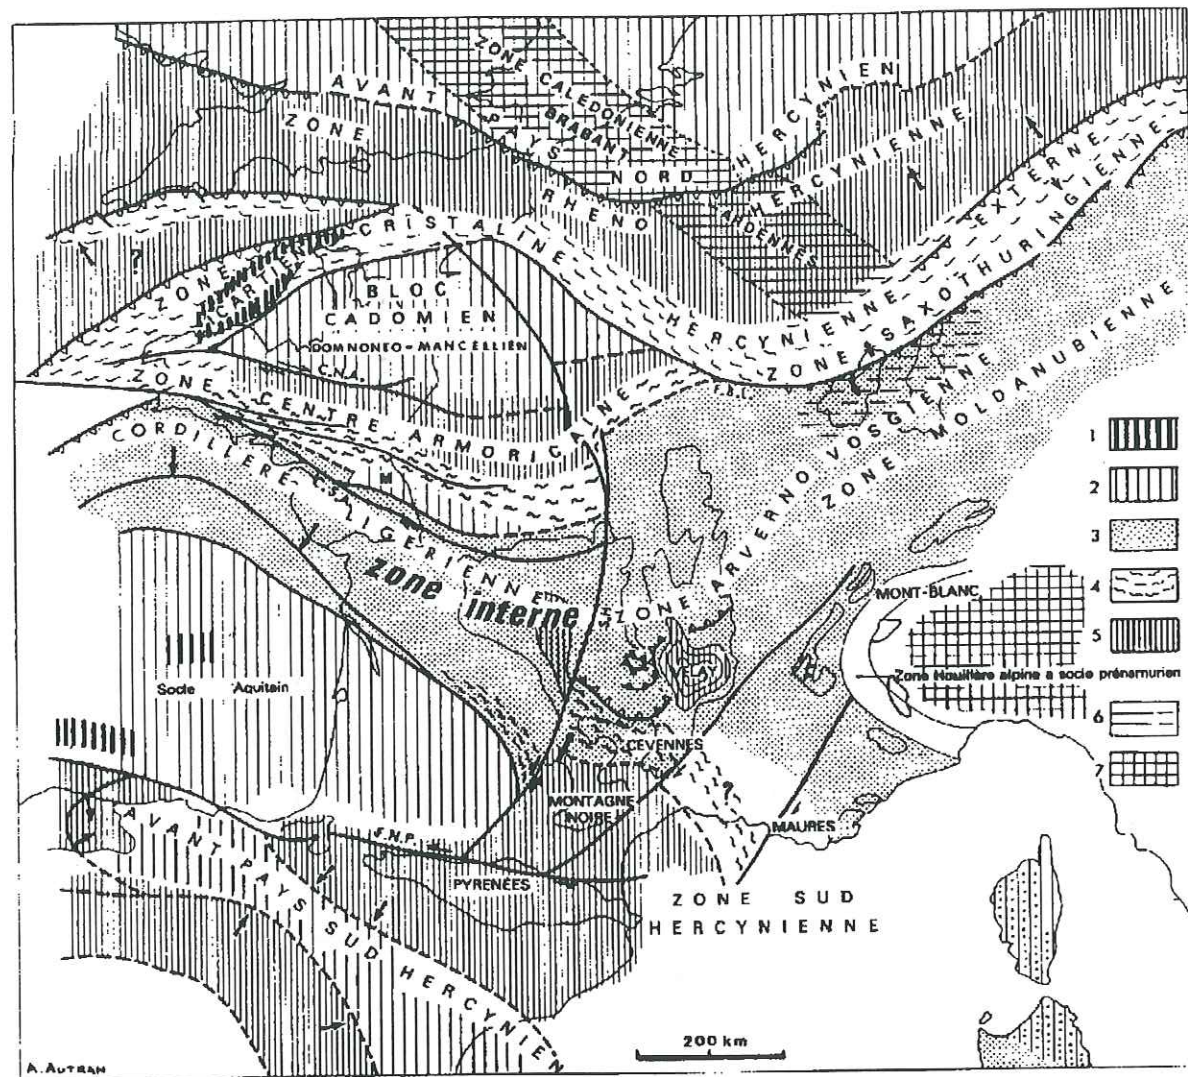 AVANT PAYS NORD HERCYNIEN
ZONE CALEDONIENNE
BRABANT
ZONE RHENO HERCYNIENNE
ARDENNES
ZONE CRISTALINE HERCYNIENNE EXTERNE
?
BLOC
CADOMIEN
DOMNONEO-MANCELLIEN
C.N.A.
ZONE SAXOTHURINGIENNE
ZONE CENTRE ARMORICAINE
F.B.L.
CORDILLERE LIGERIENNE
C.S.A.
M
zone interne
ZONE ARVERNO VOSGIENNE
ZONE MOLDANUBIENNE
VELAY
MONT-BLANC
Zone Houillère alpine a socle prénamurien
Socle Aquitain
CEVENNES
MONTAGNE
NOIRE
?
MAURES
F.N.P.
PYRENÉES
ZONE SUD
HERCYNIENNE
AVANT PAYS SUD HERCYNIEN
1
2
3
4
5
6
7
200 km
A. AUTRAN